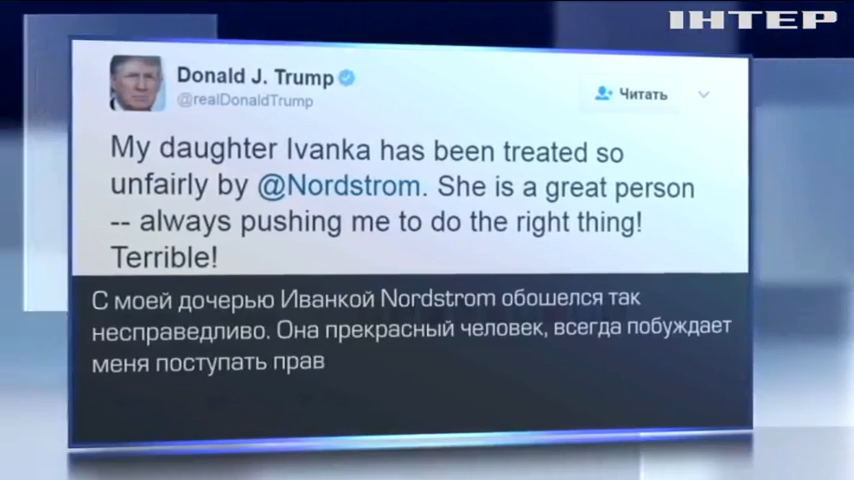 ІНТЕР
Donald J. Trump
@realDonaldTrump
Читать
My daughter Ivanka has been treated so
unfairly by @Nordstrom. She is a great person
-- always pushing me to do the right thing!
Terrible!
С моей дочерью Иванкой Nordstrom обошелся так
несправедливо. Она прекрасный человек, всегда побуждает
меня поступать прав